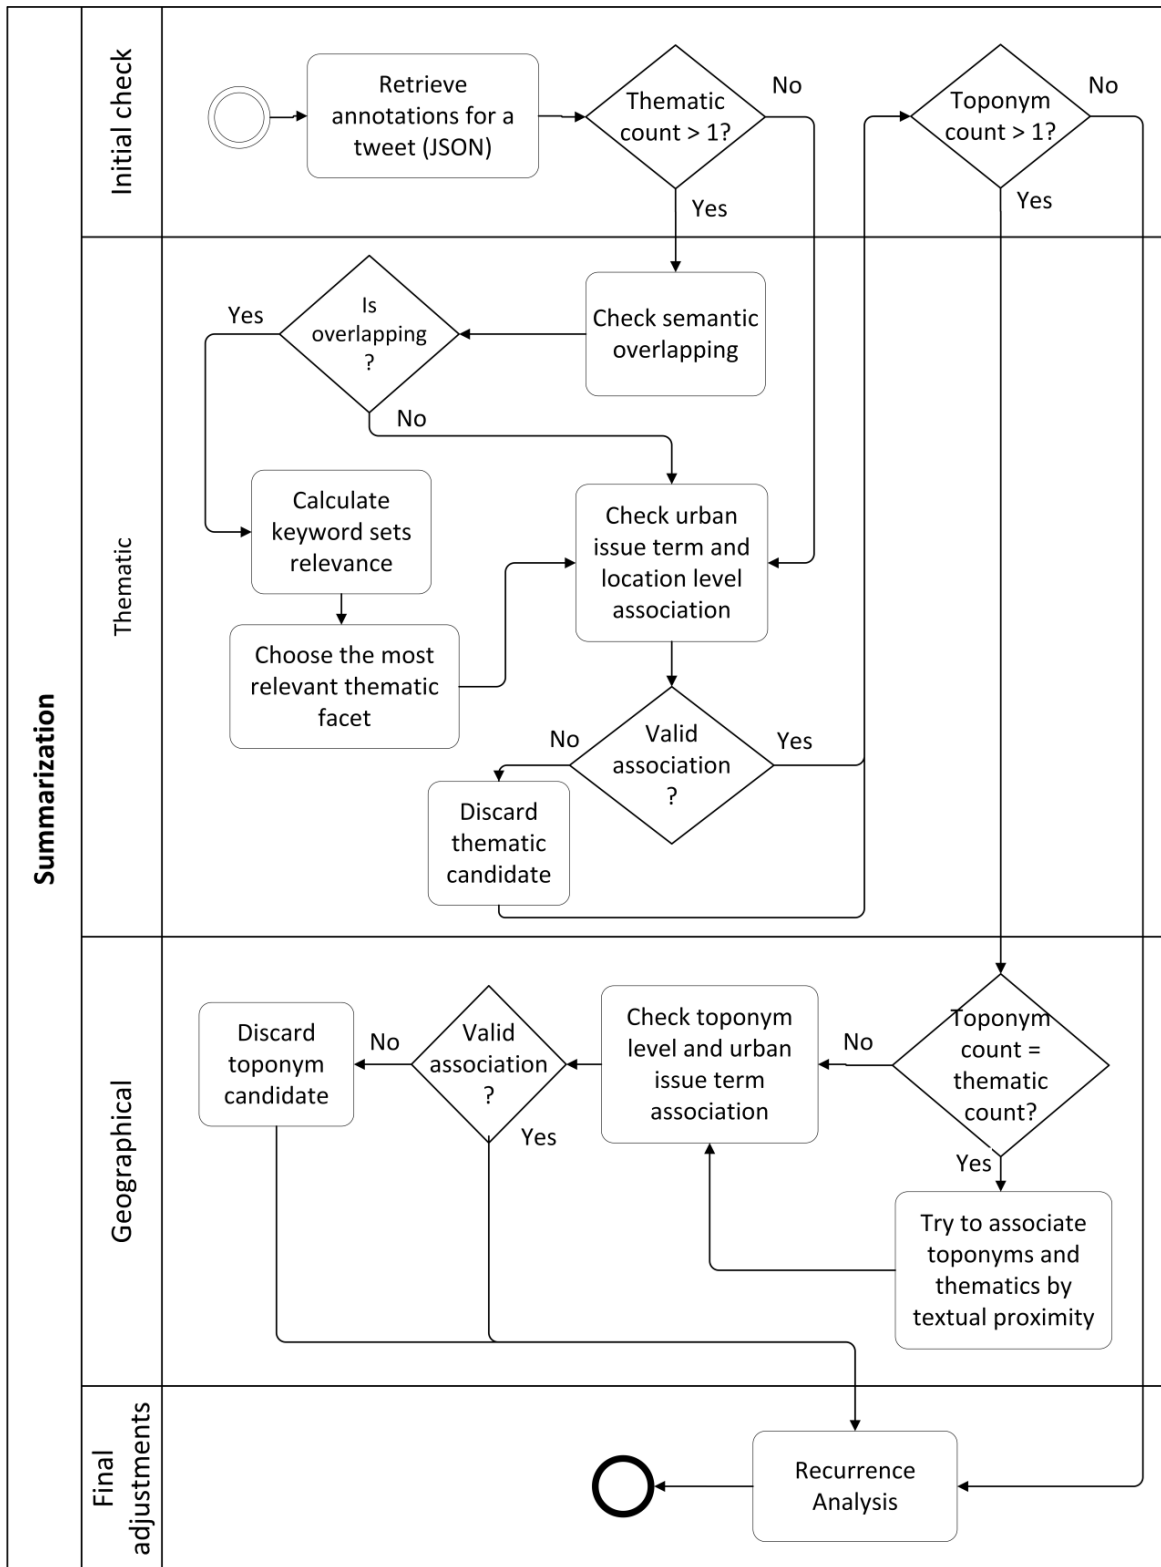 Summarization
Initial check
Retrieve
annotations for a
tweet (JSON)
Thematic
count > 1?
No
Yes
Toponym
count > 1?
No
Yes
Thematic
Is
overlapping
?
Yes
No
Check semantic
overlapping
Calculate
keyword sets
relevance
Choose the most
relevant thematic
facet
Check urban
issue term and
location level
association
Valid
association
?
No
Yes
Discard
thematic
candidate
Geographical
Discard
toponym
candidate
No
Valid
association
?
Yes
Check toponym
level and urban
issue term
association
No
Toponym
count =
thematic
count?
Yes
Try to associate
toponyms and
thematics by
textual proximity
Final
adjustments
Recurrence
Analysis